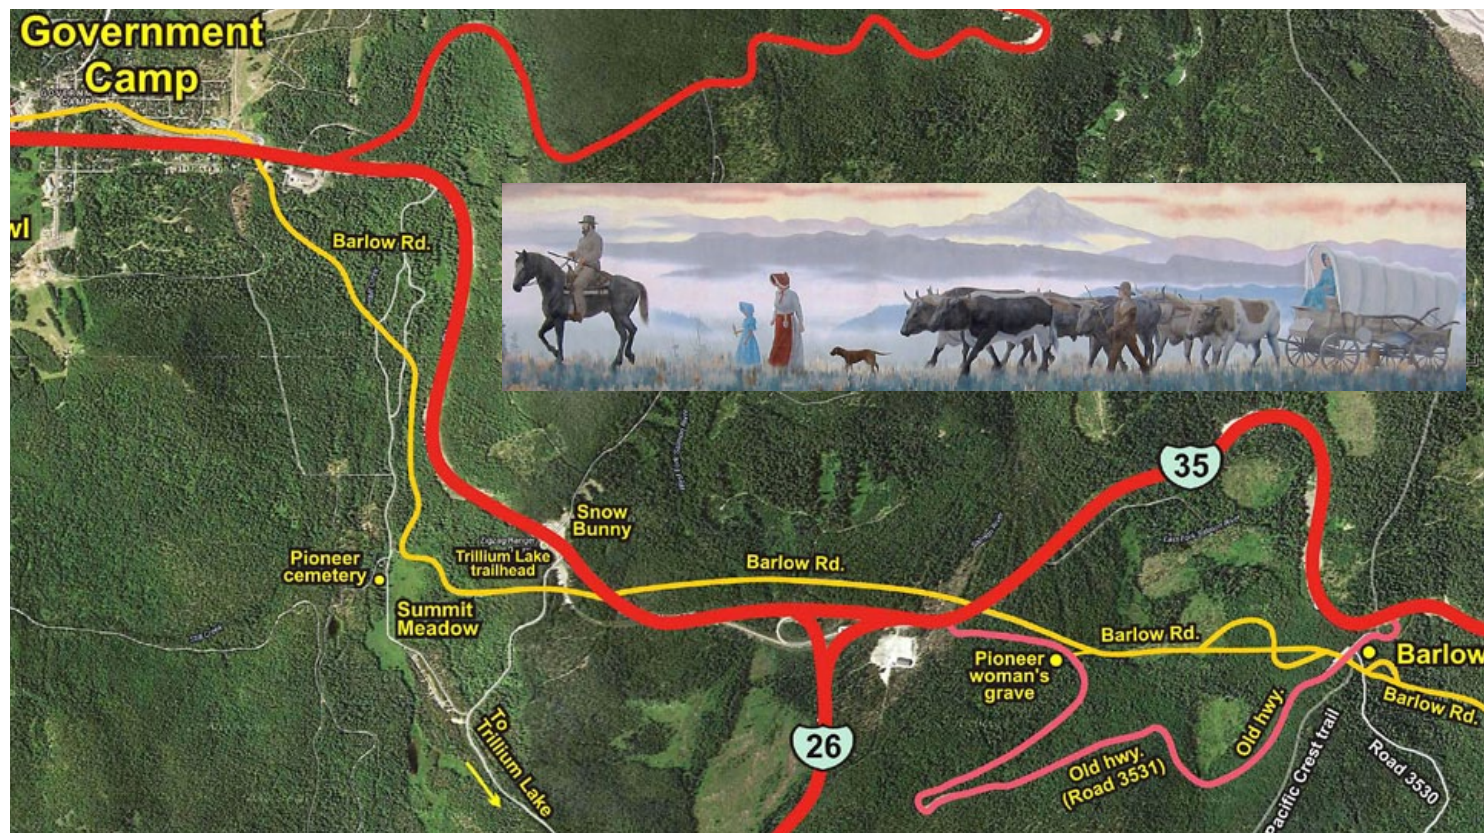 Government
Camp
wl
Barlow Rd.
Snow
Bunny
Trillium Lake
trailhead
Pioneer
cemetery
Summit
Meadow
Barlow Rd.
35
Pioneer
woman's
grave
Barlow Rd.
Barlow
Barlow Rd.
26
To
Trillium Lake
Old hwy.
(Road 3531)
Old hwy.
Pacific Crest trail
Road 3530